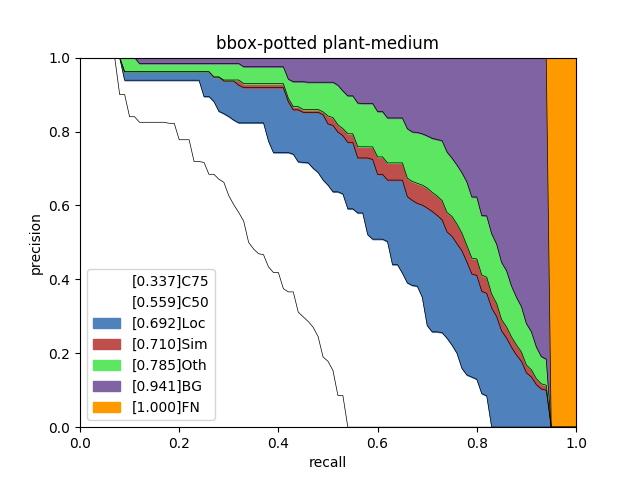 bbox-potted plant-medium
precision
1.0
0.8
0.6
0.4
0.2
0.0
[0.337]C75
[0.559]C50
[0.692]Loc
[0.710]Sim
[0.785]Oth
[0.941]BG
[1.000]FN
0.0 0.2 0.4 0.6 0.8 1.0
recall